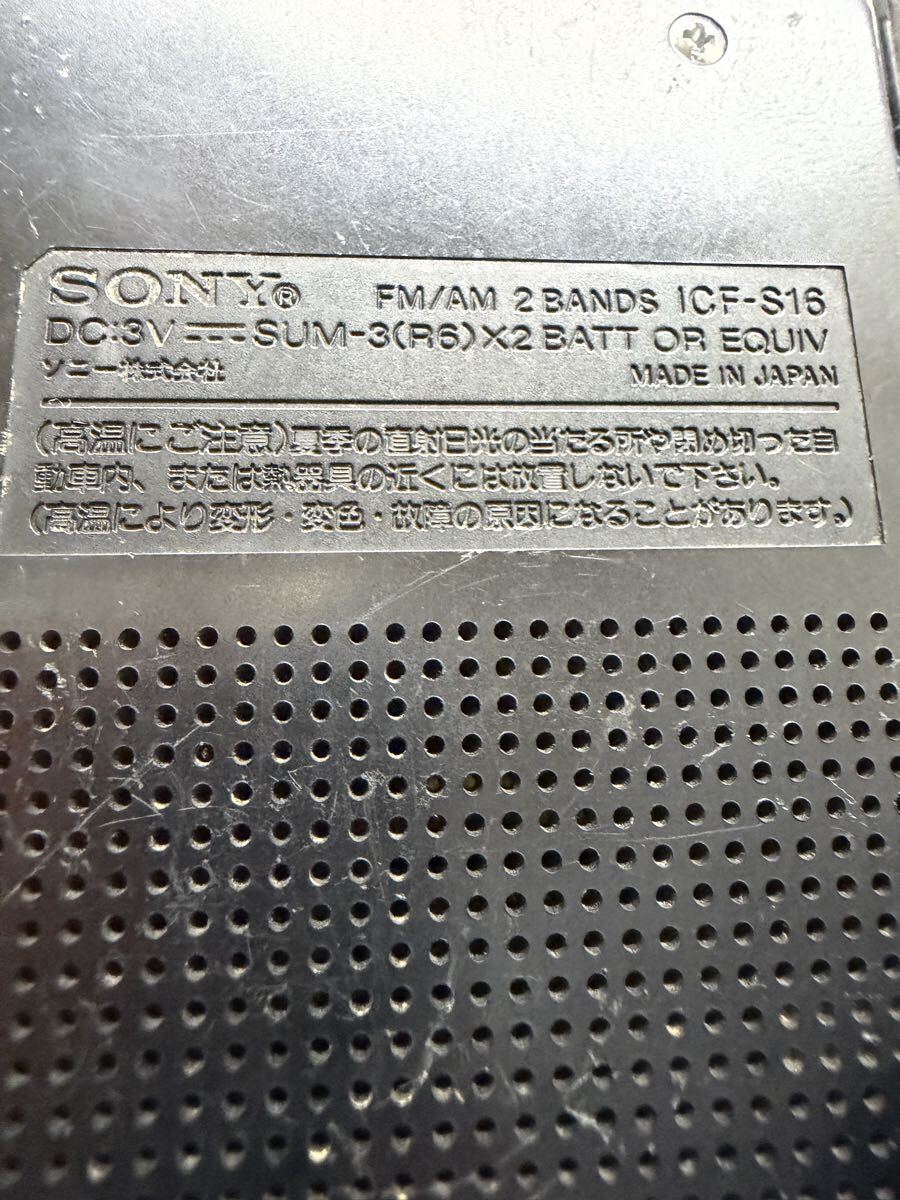 SONY® FM/AM 2 BANDS ICF-S16
DC:3V⎓SUM-3(R6)×2 BATT OR EQUIV
ソニー株式会社 MADE IN JAPAN
(高温にご注意)夏季の直射日光の当たる所や閉め切った自
動車内、または熱器具の近くには放置しないで下さい。
(高温により変形・変色・故障の原因になることがあります。)